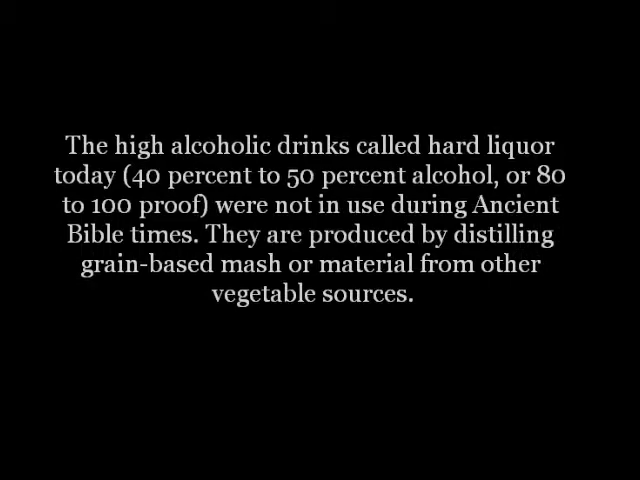 The high alcoholic drinks called hard liquor
today (40 percent to 50 percent alcohol, or 80
to 100 proof) were not in use during Ancient
Bible times. They are produced by distilling
grain-based mash or material from other
vegetable sources.